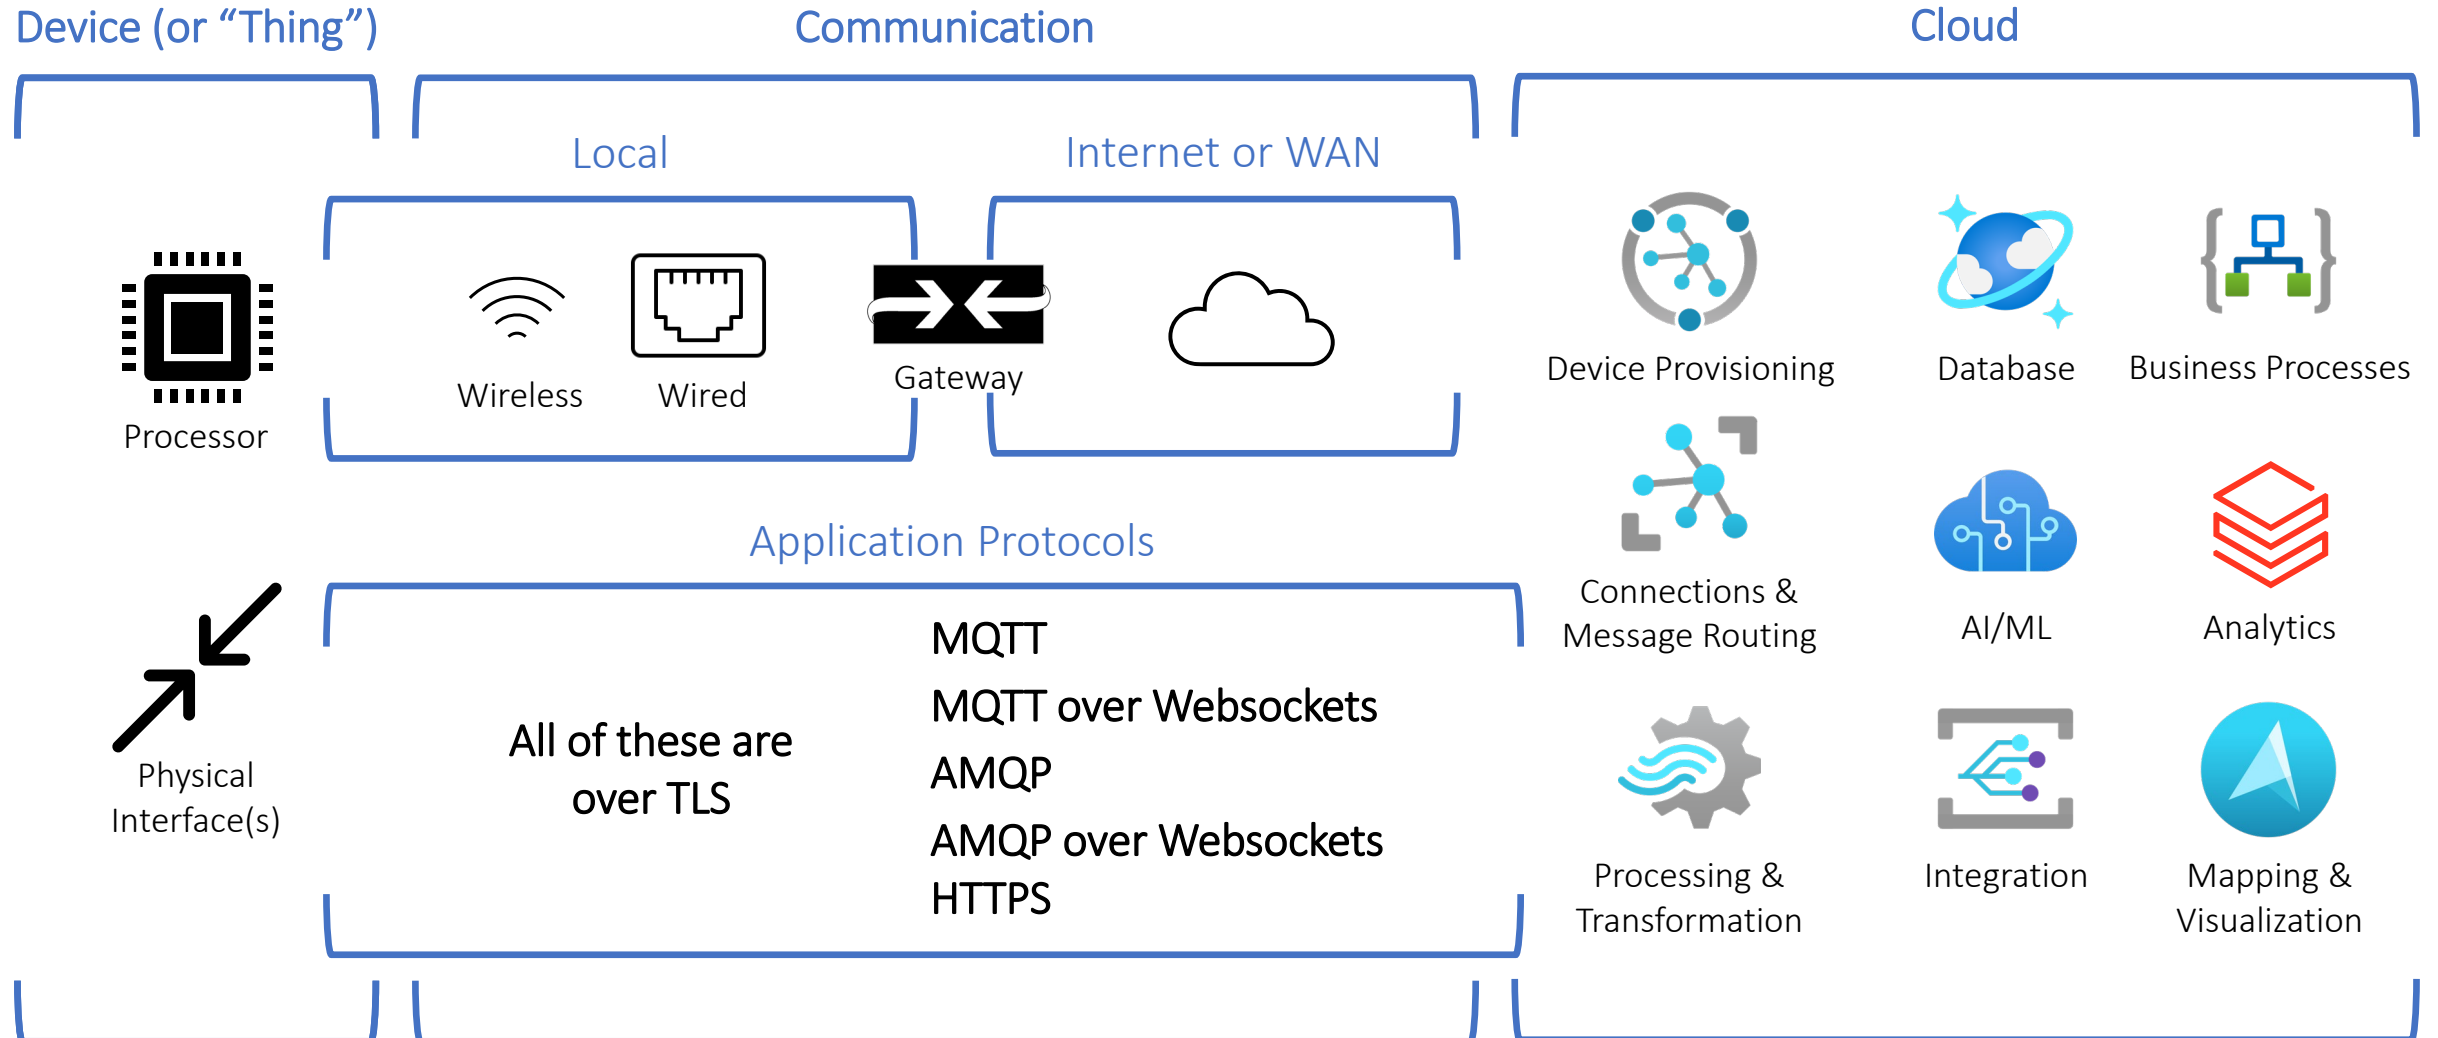 Device (or “Thing”)
Communication
Cloud
Local
Internet or WAN
Wireless
Wired
Gateway
Processor
Device Provisioning
Database
Business Processes
Application Protocols
Connections &
Message Routing
AI/ML
Analytics
Physical
Interface(s)
All of these are
over TLS
MQTT
MQTT over Websockets
AMQP
AMQP over Websockets
HTTPS
Processing &
Transformation
Integration
Mapping &
Visualization